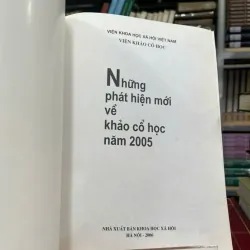 VIỆN KHOA HỌC XÃ HỘI VIỆT NAM
VIỆN KHẢO CỔ HỌC
Những
phát hiện mới
về
khảo cổ học
năm 2005
NHÀ XUẤT BẢN KHOA HỌC XÃ HỘI
HÀ NỘI - 2006